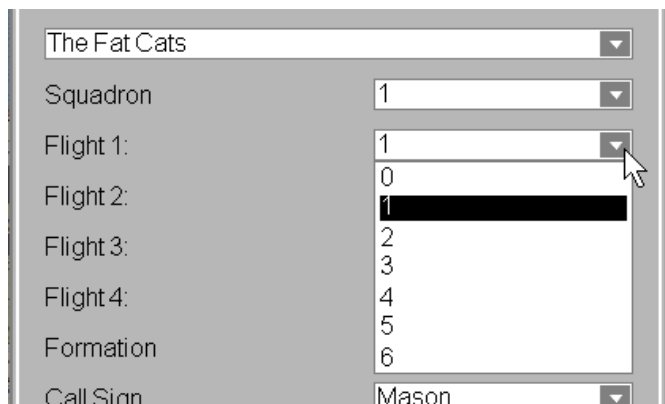 The Fat Cats
Squadron 1
Flight 1: 1
0
Flight 2: 1
2
Flight 3: 3
Flight 4: 4
5
Formation 6
Call Sign Mason